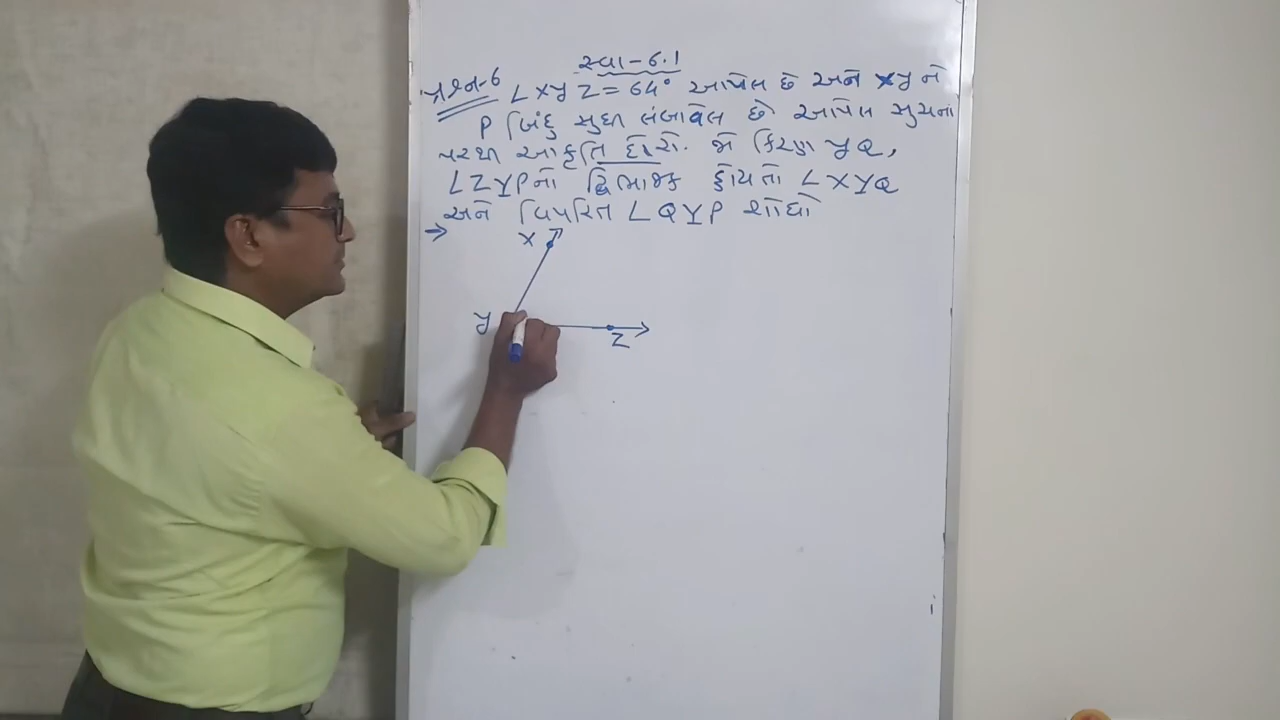 સ્વા-6.1
પ્રશ્ન-6 ∠XYZ = 64° આપેલ છે અને XY ને
P બિંદુ સુધી લંબાવેલ છે આપેલ સુચના
પરથી આકૃતિ દોરો. જો કિરણ YQ,
∠ZYP નો દ્વિભાજક હોય તો ∠XYQ
અને વિપરિત ∠QYP શોધો
→
X
Y
Z